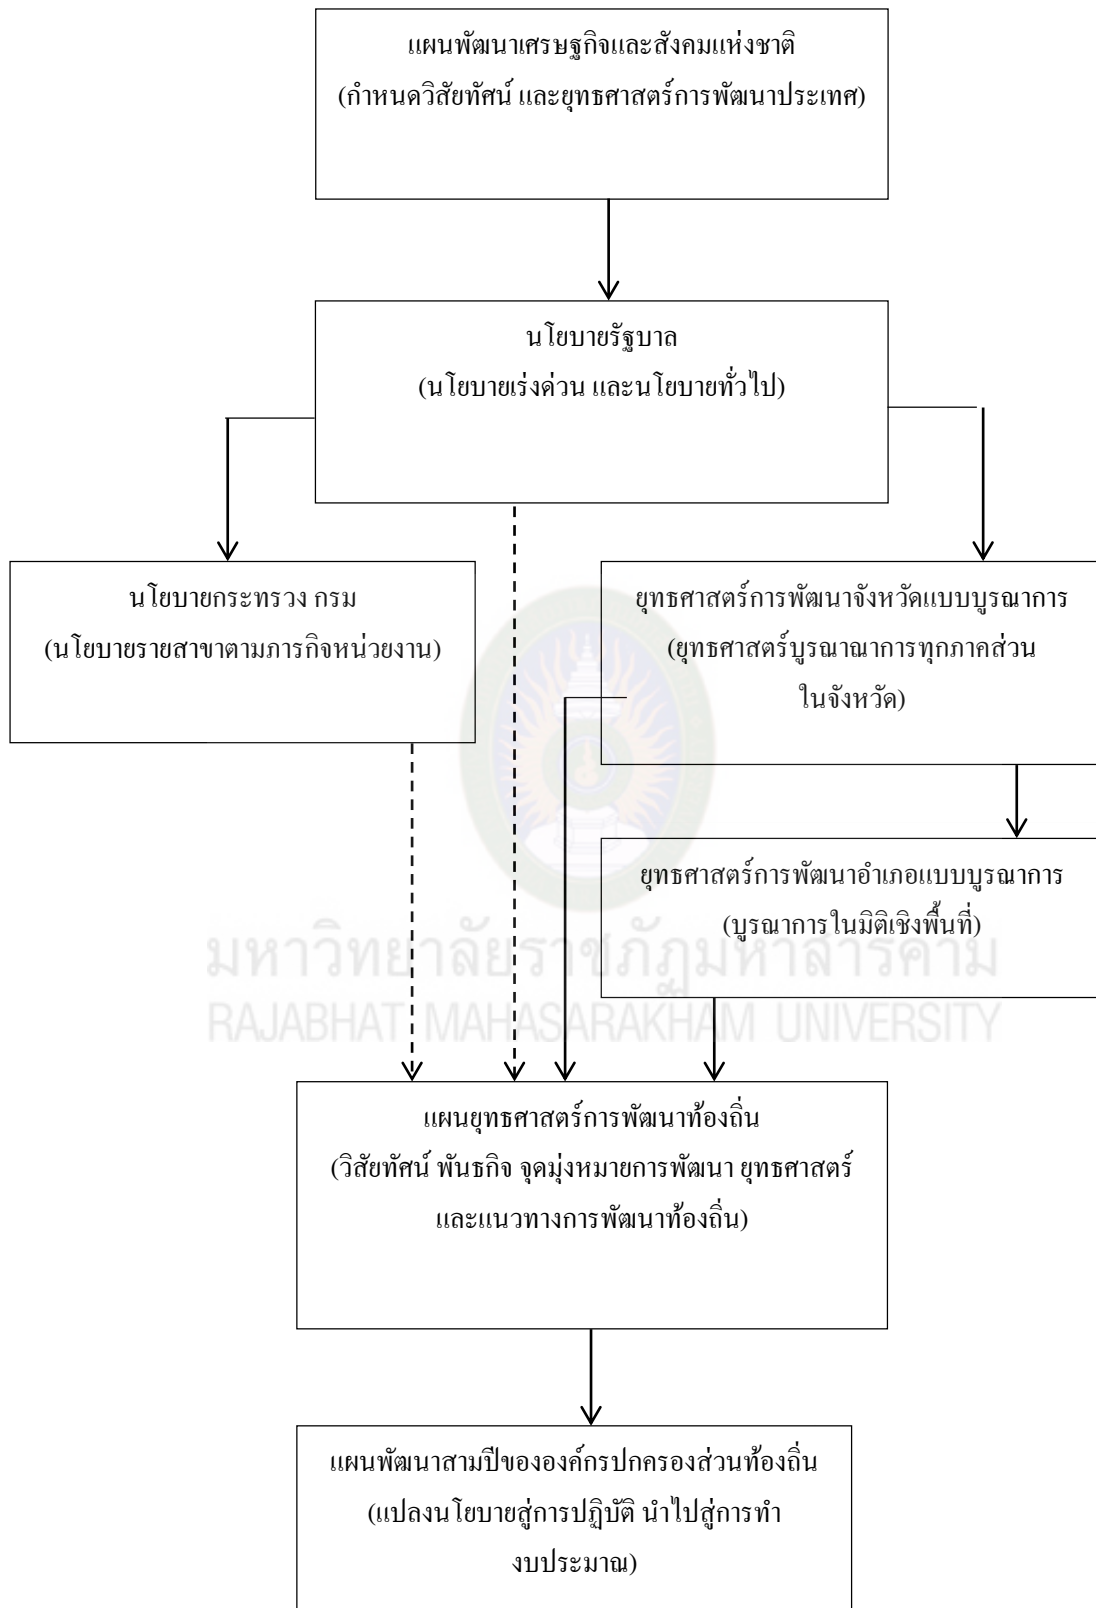 แผนพัฒนาเศรษฐกิจและสังคมแห่งชาติ
(กำหนดวิสัยทัศน์ และยุทธศาสตร์การพัฒนาประเทศ)
นโยบายรัฐบาล
(นโยบายเร่งด่วน และนโยบายทั่วไป)
นโยบายกระทรวง กรม
(นโยบายรายสาขาตามภารกิจหน่วยงาน)
ยุทธศาสตร์การพัฒนาจังหวัดแบบบูรณาการ
(ยุทธศาสตร์บูรณาณาการทุกภาคส่วน
ในจังหวัด)
ยุทธศาสตร์การพัฒนาอำเภอแบบบูรณาการ
(บูรณาการในมิติเชิงพื้นที่)
มหาวิทยาลัยราชภัฏมหาสารคาม
RAJABHAT MAHASARAKHAM UNIVERSITY
แผนยุทธศาสตร์การพัฒนาท้องถิ่น
(วิสัยทัศน์ พันธกิจ จุดมุ่งหมายการพัฒนา ยุทธศาสตร์
และแนวทางการพัฒนาท้องถิ่น)
แผนพัฒนาสามปีขององค์กรปกครองส่วนท้องถิ่น
(แปลงนโยบายสู่การปฏิบัติ นำไปสู่การทำ
งบประมาณ)